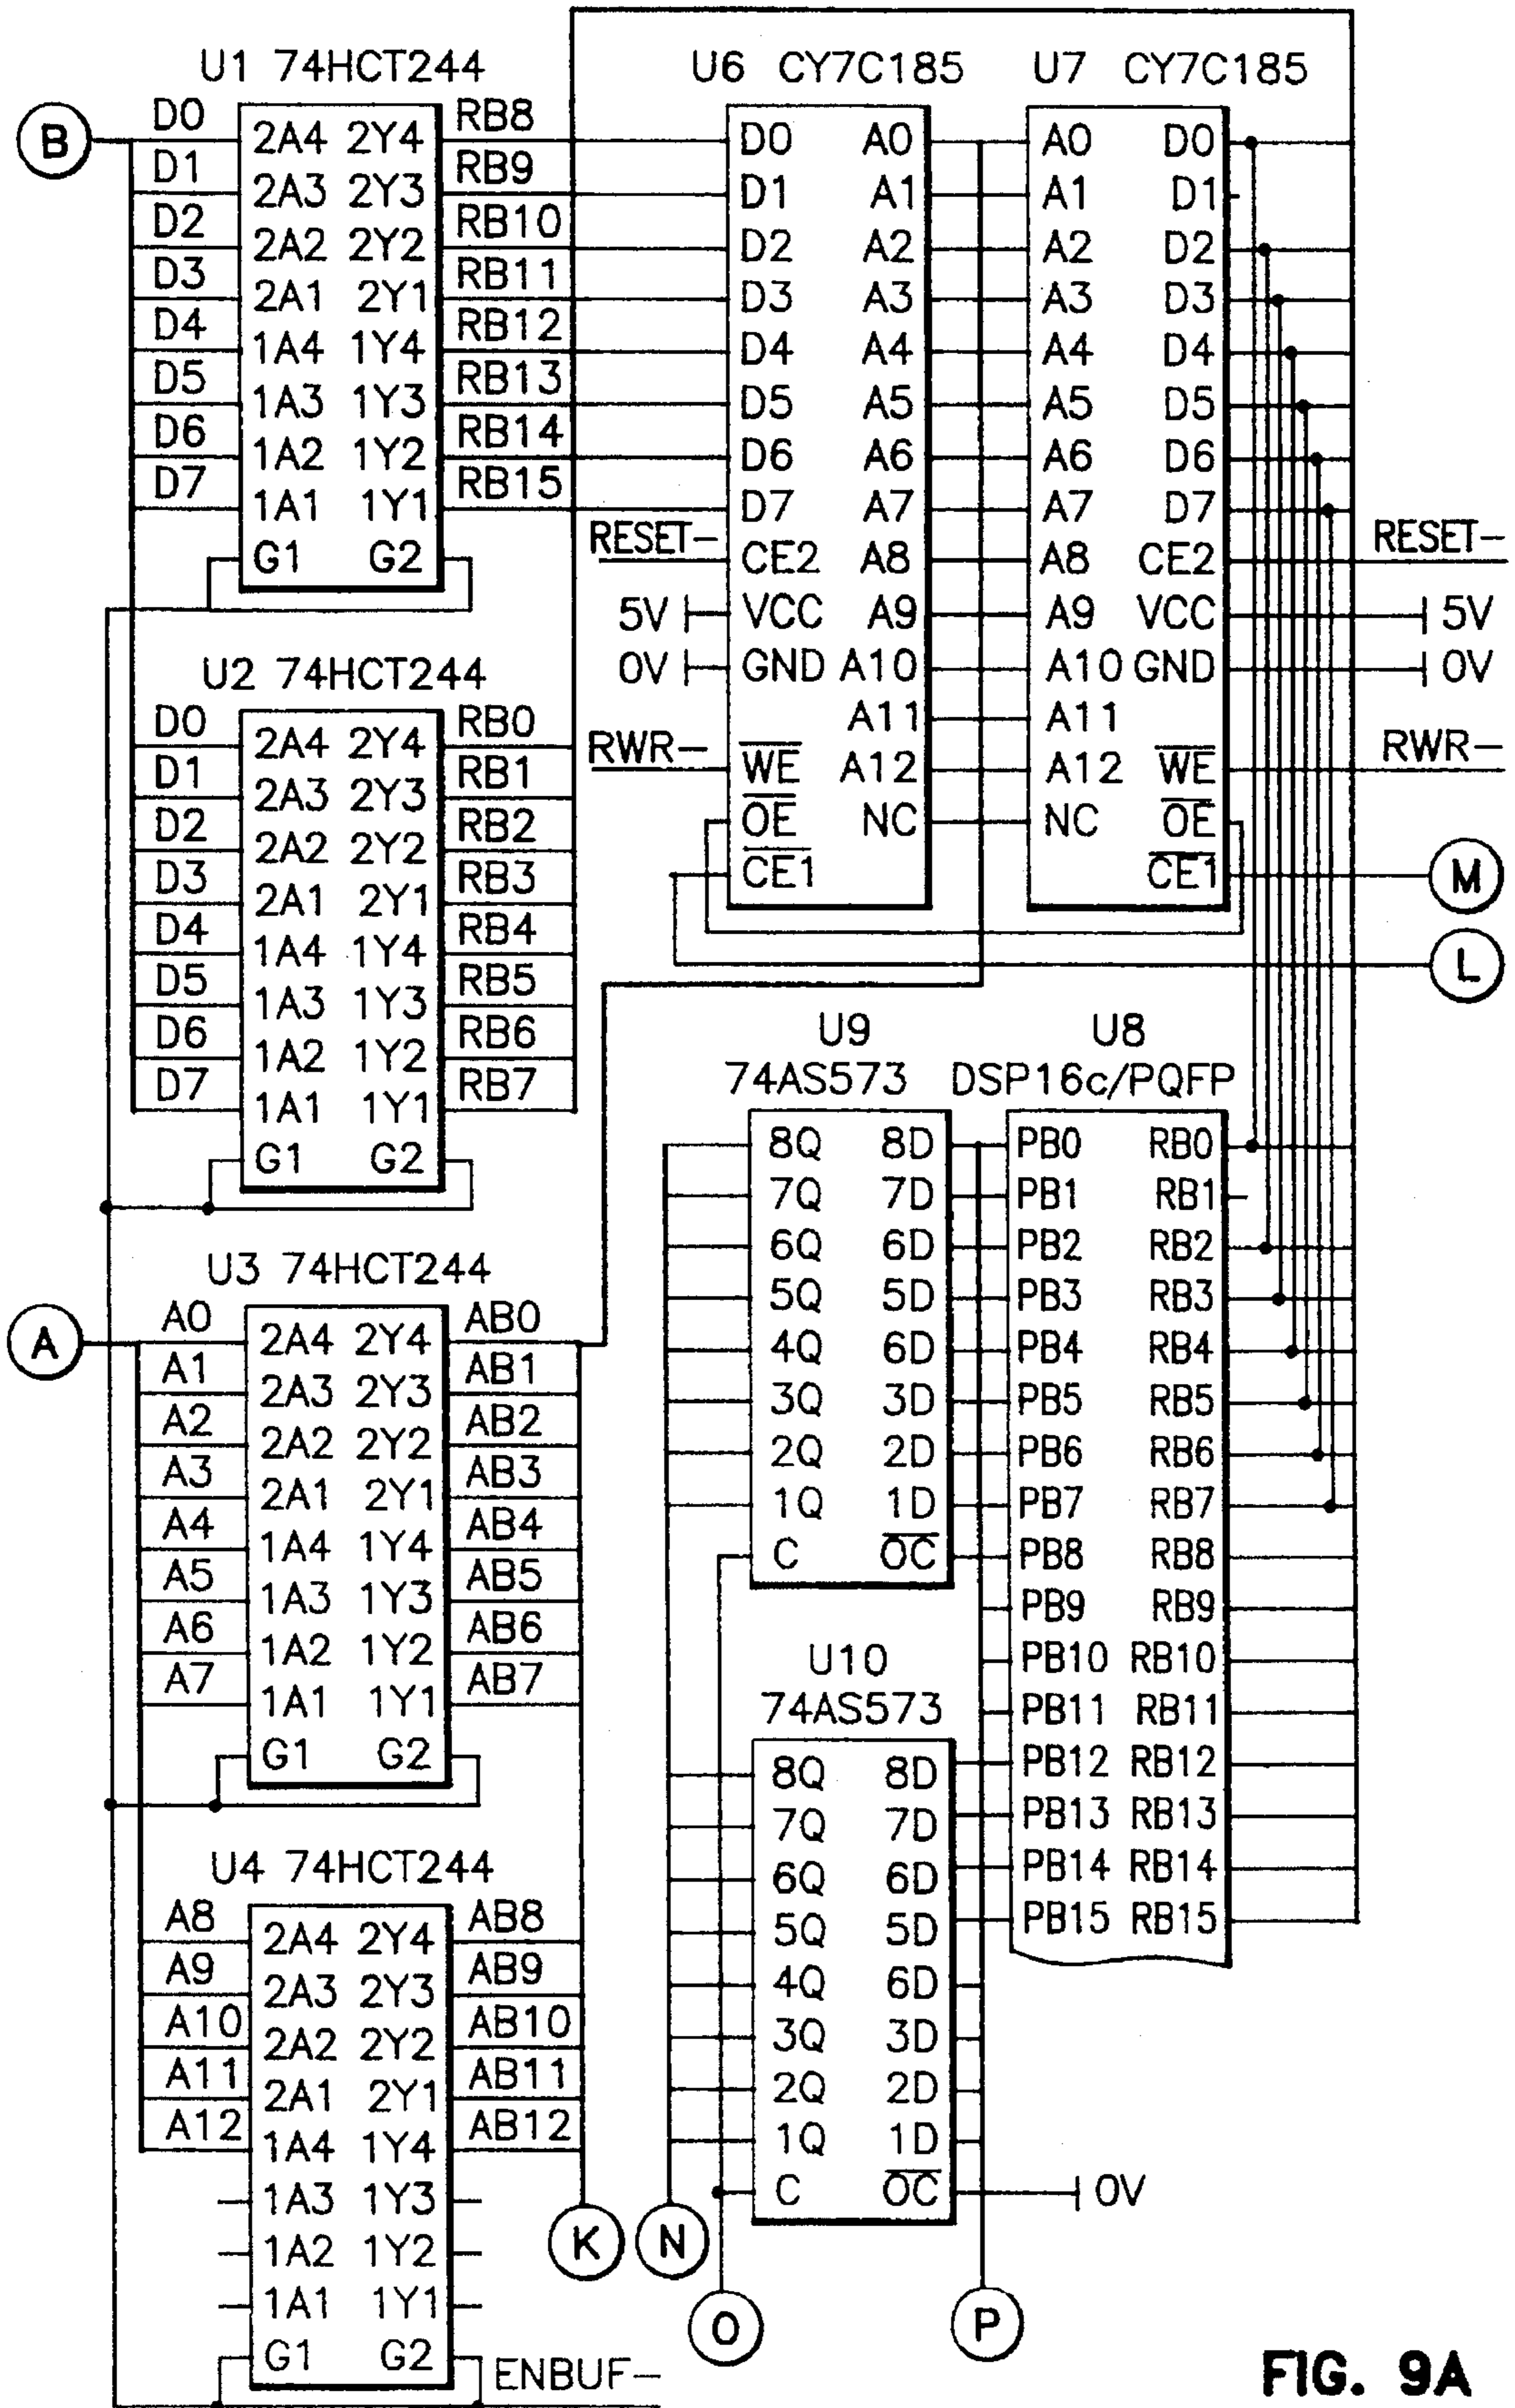 U1 74HCT244 U6 CY7C185 U7 CY7C185
B D0 2A4 2Y4 RB8 D0 A0 A0 D0
D1 2A3 2Y3 RB9 D1 A1 A1 D1
D2 2A2 2Y2 RB10 D2 A2 A2 D2
D3 2A1 2Y1 RB11 D3 A3 A3 D3
D4 1A4 1Y4 RB12 D4 A4 A4 D4
D5 1A3 1Y3 RB13 D5 A5 A5 D5
D6 1A2 1Y2 RB14 D6 A6 A6 D6
D7 1A1 1Y1 RB15 D7 A7 A7 D7
G1 G2 RESET- CE2 A8 A8 CE2 RESET-
5V VCC A9 A9 VCC 5V
U2 74HCT244 0V GND A10 A10 GND 0V
D0 2A4 2Y4 RB0 A11 A11
D1 2A3 2Y3 RB1 RWR- WE A12 A12 WE RWR-
D2 2A2 2Y2 RB2 OE NC NC OE
D3 2A1 2Y1 RB3 CE1 CE1 M
D4 1A4 1Y4 RB4 L
D5 1A3 1Y3 RB5
D6 1A2 1Y2 RB6 U9 U8
D7 1A1 1Y1 RB7 74AS573 DSP16c/PQFP
G1 G2 8Q 8D PB0 RB0
7Q 7D PB1 RB1
U3 74HCT244 6Q 6D PB2 RB2
5Q 5D PB3 RB3
A A0 2A4 2Y4 AB0 4Q 6D PB4 RB4
A1 2A3 2Y3 AB1 3Q 3D PB5 RB5
A2 2A2 2Y2 AB2 2Q 2D PB6 RB6
A3 2A1 2Y1 AB3 1Q 1D PB7 RB7
A4 1A4 1Y4 AB4 C OC PB8 RB8
A5 1A3 1Y3 AB5 PB9 RB9
A6 1A2 1Y2 AB6 U10 PB10 RB10
A7 1A1 1Y1 AB7 74AS573 PB11 RB11
G1 G2 8Q 8D PB12 RB12
7Q 7D PB13 RB13
U4 74HCT244 6Q 6D PB14 RB14
A8 2A4 2Y4 AB8 5Q 5D PB15 RB15
A9 2A3 2Y3 AB9 4Q 6D
A10 2A2 2Y2 AB10 3Q 3D
A11 2A1 2Y1 AB11 2Q 2D
A12 1A4 1Y4 AB12 1Q 1D
1A3 1Y3 C OC 0V
1A2 1Y2 K N
1A1 1Y1 O P
G1 G2 ENBUF-
FIG. 9A